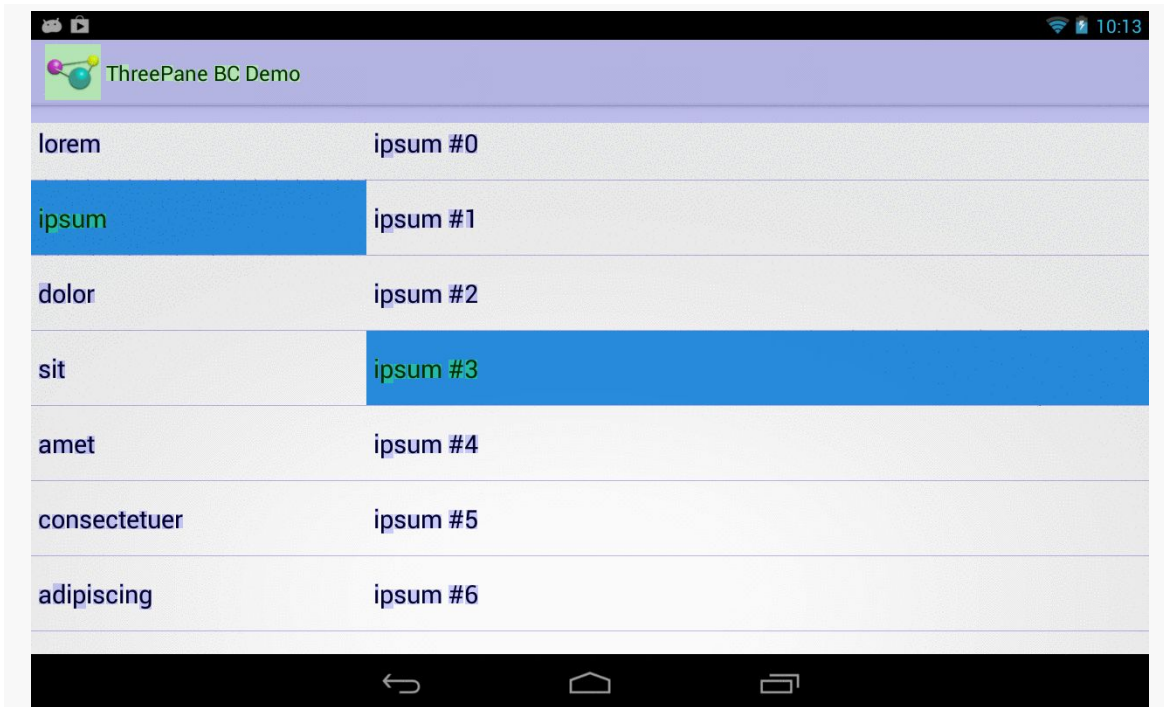 10:13
ThreePane BC Demo
lorem
ipsum #0
ipsum
ipsum #1
dolor
ipsum #2
sit
ipsum #3
amet
ipsum #4
consectetuer
ipsum #5
adipiscing
ipsum #6